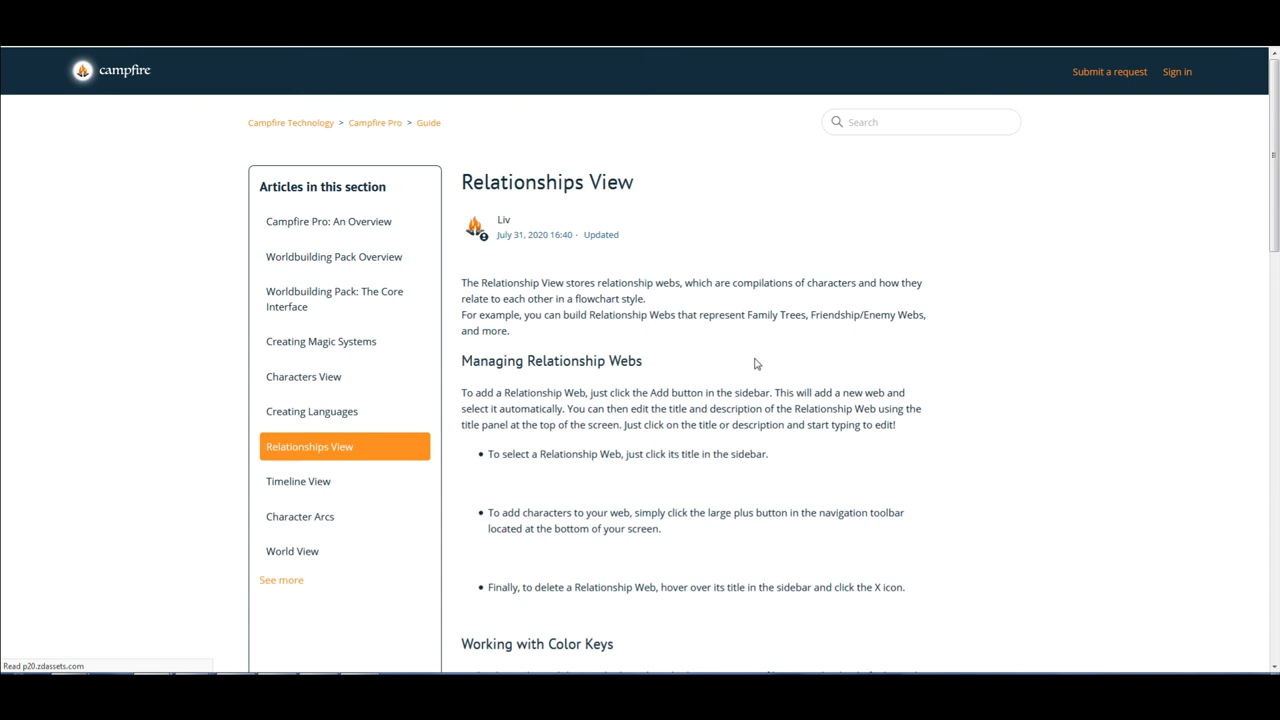 campfire
Submit a request
Sign in
Campfire Technology > Campfire Pro > Guide
Search
Articles in this section
Campfire Pro: An Overview
Worldbuilding Pack Overview
Worldbuilding Pack: The Core
Interface
Creating Magic Systems
Characters View
Creating Languages
Relationships View
Timeline View
Character Arcs
World View
See more
Relationships View
Liv
July 31, 2020 16:40 · Updated
The Relationship View stores relationship webs, which are compilations of characters and how they
relate to each other in a flowchart style.
For example, you can build Relationship Webs that represent Family Trees, Friendship/Enemy Webs,
and more.
Managing Relationship Webs
To add a Relationship Web, just click the Add button in the sidebar. This will add a new web and
select it automatically. You can then edit the title and description of the Relationship Web using the
title panel at the top of the screen. Just click on the title or description and start typing to edit!
• To select a Relationship Web, just click its title in the sidebar.
• To add characters to your web, simply click the large plus button in the navigation toolbar
located at the bottom of your screen.
• Finally, to delete a Relationship Web, hover over its title in the sidebar and click the X icon.
Working with Color Keys
Read p20.zdassets.com